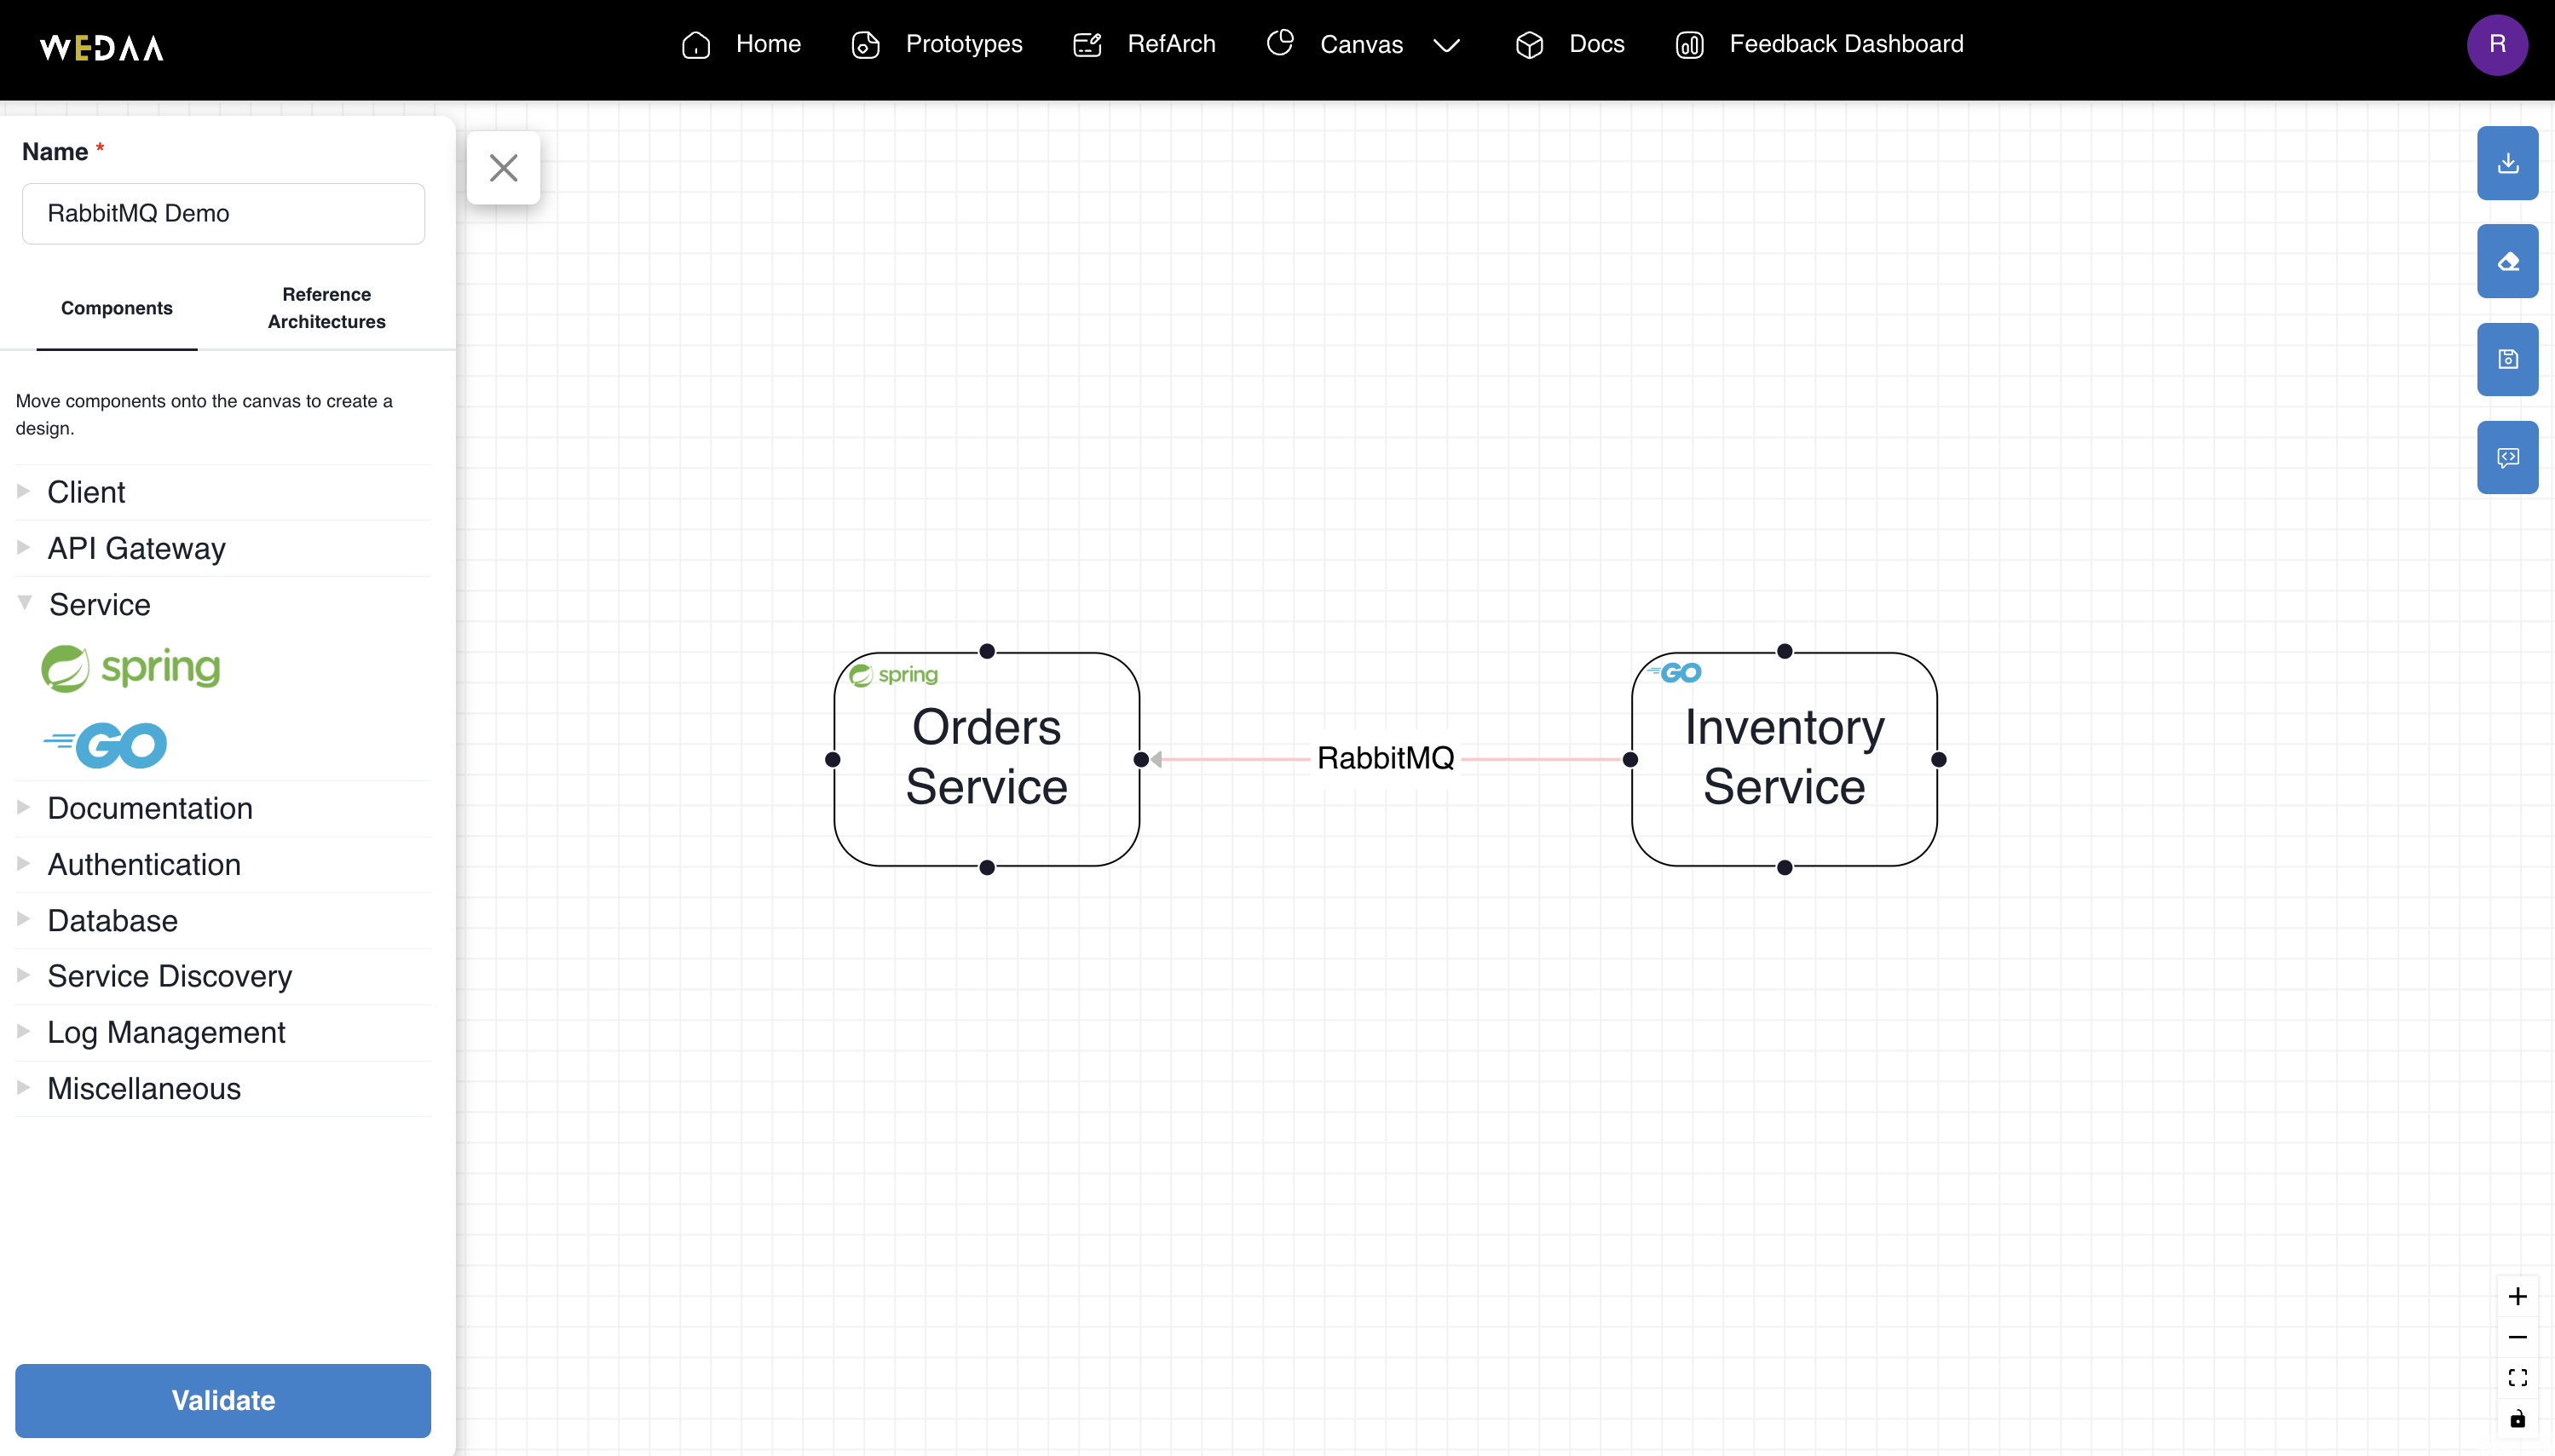 WEDAA
Home
Prototypes
RefArch
Canvas
Docs
Feedback Dashboard
R
Name *
RabbitMQ Demo
Components
Reference
Architectures
Move components onto the canvas to create a
design.
Client
API Gateway
Service
spring
GO
Documentation
Authentication
Database
Service Discovery
Log Management
Miscellaneous
Validate
spring
Orders
Service
RabbitMQ
GO
Inventory
Service